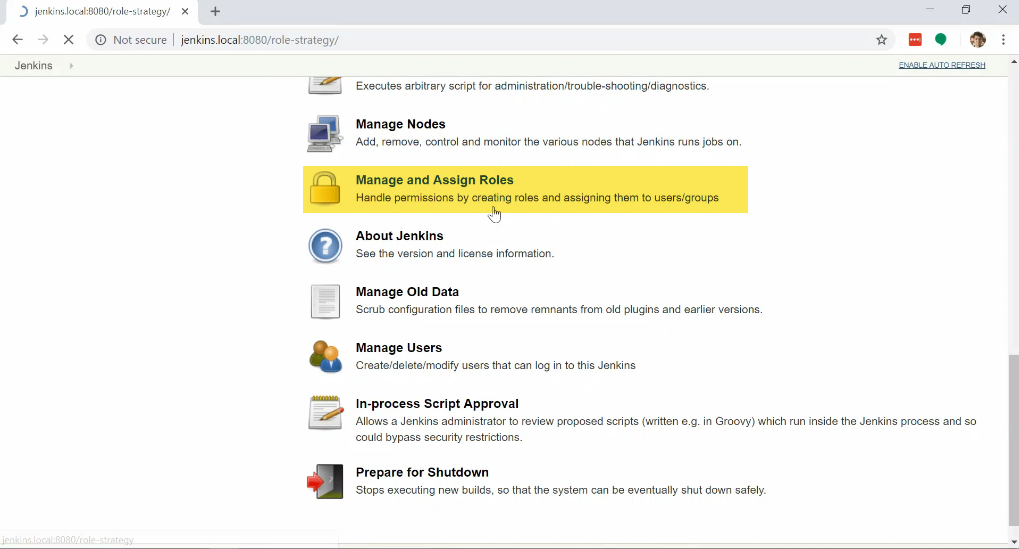 jenkins.local:8080/role-strategy/
Not secure
jenkins.local:8080/role-strategy/
Jenkins
ENABLE AUTO REFRESH
Executes arbitrary script for administration/trouble-shooting/diagnostics.
Manage Nodes
Add, remove, control and monitor the various nodes that Jenkins runs jobs on.
Manage and Assign Roles
Handle permissions by creating roles and assigning them to users/groups
About Jenkins
See the version and license information.
Manage Old Data
Scrub configuration files to remove remnants from old plugins and earlier versions.
Manage Users
Create/delete/modify users that can log in to this Jenkins
In-process Script Approval
Allows a Jenkins administrator to review proposed scripts (written e.g. in Groovy) which run inside the Jenkins process and so
could bypass security restrictions.
Prepare for Shutdown
Stops executing new builds, so that the system can be eventually shut down safely.
jenkins.local:8080/role-strategy